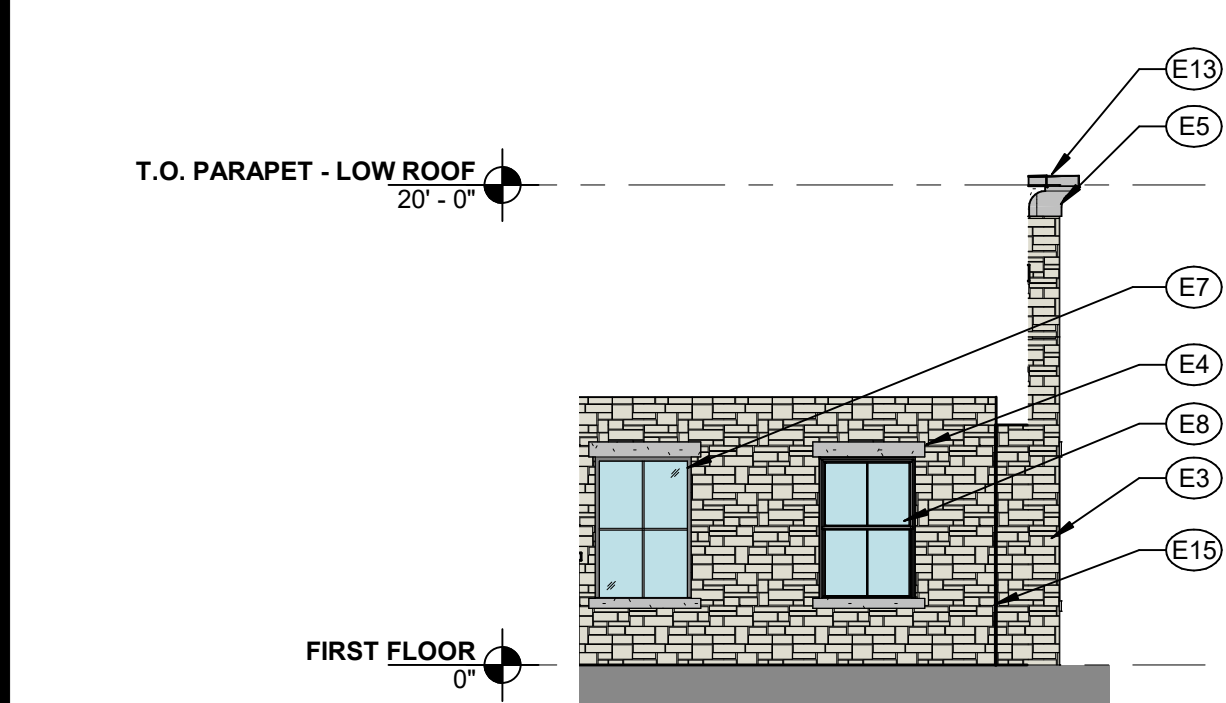 E13
E5
T.O. PARAPET - LOW ROOF
20' - 0"
E7
E4
E8
E3
E15
FIRST FLOOR
0"